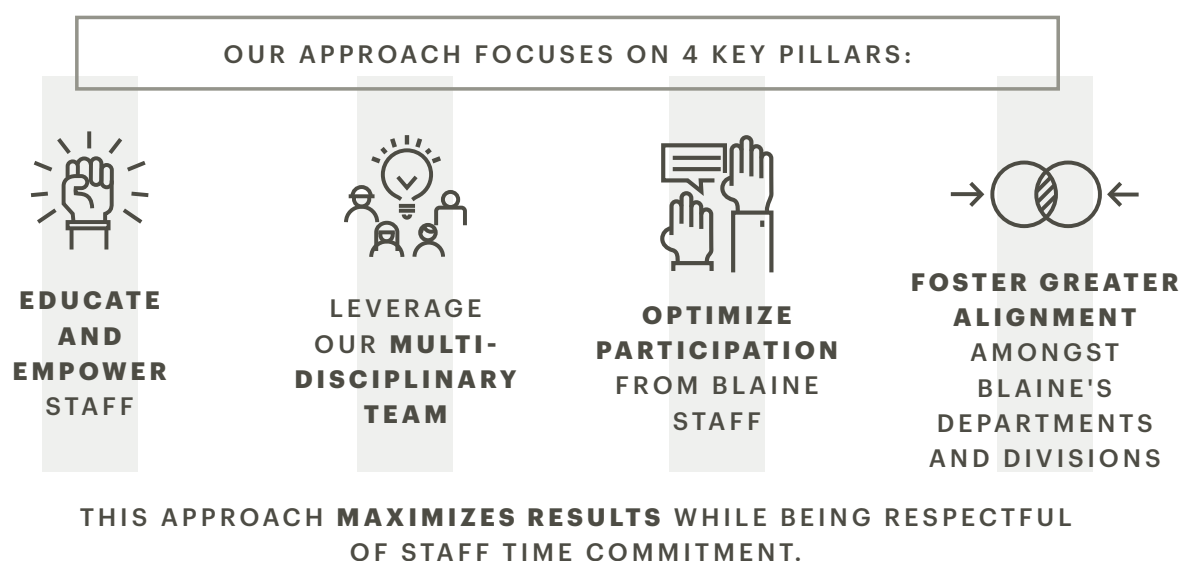 OUR APPROACH FOCUSES ON 4 KEY PILLARS:
EDUCATE
AND
EMPOWER
STAFF
LEVERAGE
OUR MULTI-
DISCIPLINARY
TEAM
OPTIMIZE
PARTICIPATION
FROM BLAINE
STAFF
FOSTER GREATER
ALIGNMENT
AMONGST
BLAINE'S
DEPARTMENTS
AND DIVISIONS
THIS APPROACH MAXIMIZES RESULTS WHILE BEING RESPECTFUL
OF STAFF TIME COMMITMENT.